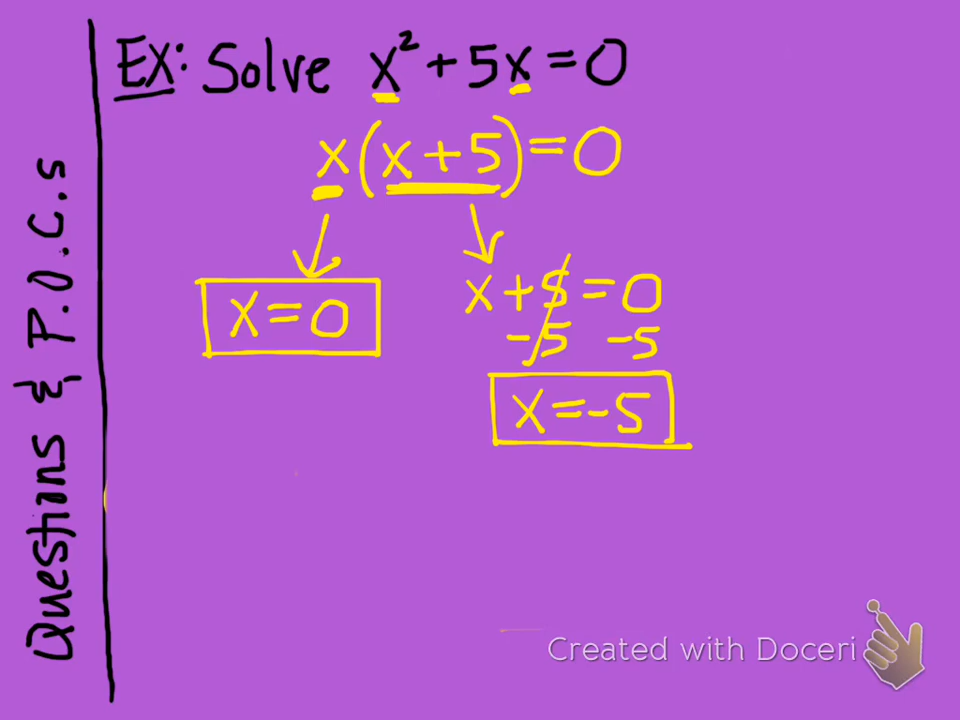 EX: Solve x² + 5x = 0
x(x + 5) = 0
x = 0
x + 5 = 0
-5 -5
x = -5
Questions & P.O.C.s
Created with Doceri